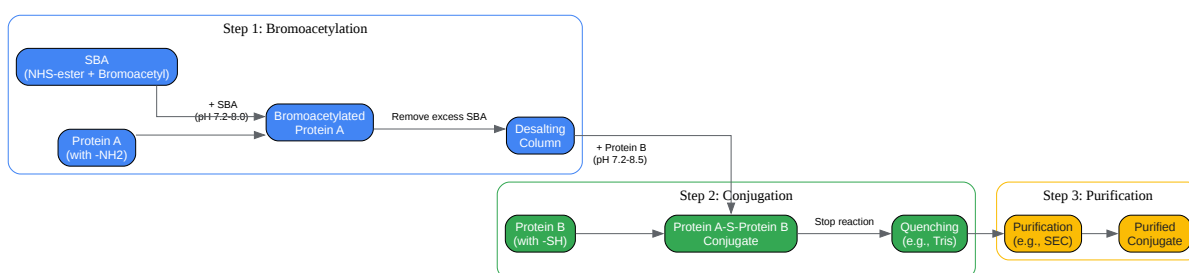 Step 1: Bromoacetylation
SBA
(NHS-ester + Bromoacetyl)
+ SBA
(pH 7.2-8.0)
Protein A
(with -NH2)
Bromoacetylated
Protein A
Remove excess SBA
Desalting
Column
+ Protein B
(pH 7.2-8.5)
Step 2: Conjugation
Protein B
(with -SH)
Protein A-S-Protein B
Conjugate
Stop reaction
Quenching
(e.g., Tris)
Step 3: Purification
Purification
(e.g., SEC)
Purified
Conjugate